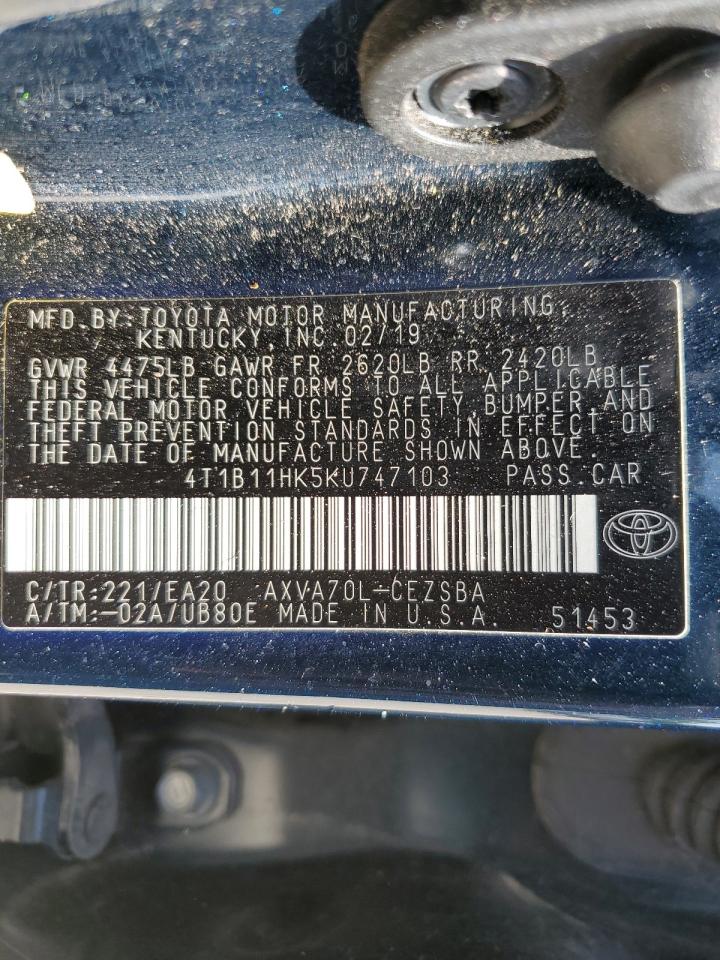 MFD.BY:TOYOTA MOTOR MANUFACTURING,
KENTUCKY,INC.02/19
GVWR 4475LB GAWR FR 2620LB RR 2420LB
THIS VEHICLE CONFORMS TO ALL APPLICABLE
FEDERAL MOTOR VEHICLE SAFETY,BUMPER,AND
THEFT PREVENTION STANDARDS IN EFFECT ON
THE DATE OF MANUFACTURE SHOWN ABOVE.
4T1B11HK5KU747103 PASS.CAR
C/TR:221/EA20 AXVA70L-CEZSBA
A/TM:-02A/UB80E MADE IN U.S.A. 51453